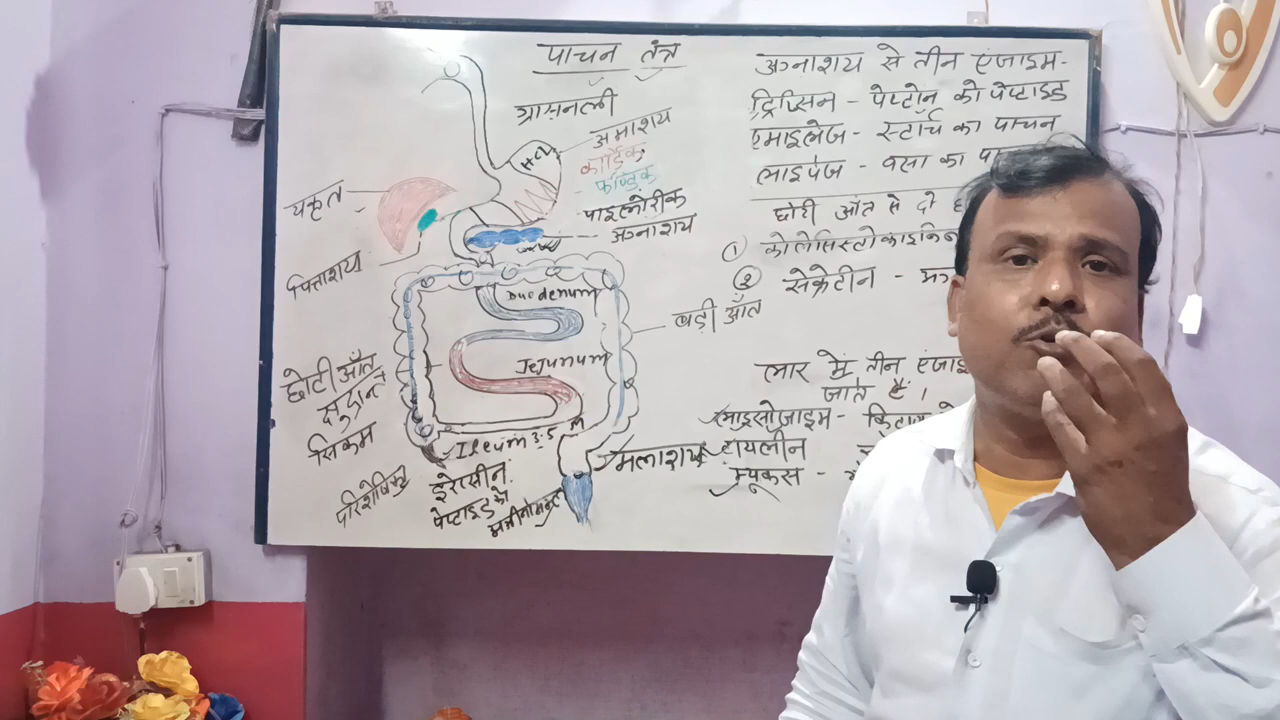 पाचन तंत्र
ग्रासनली
अमाशय
HCl
कार्डिक
फण्डिक
पाइलोरीक
अग्नाशय
यकृत
पित्ताशय
Duodenum
बड़ी आँत
Jejunum
छोटी आँत
सिकम
Ileum 3.5 m
मलाशय
इरेप्सीन
पेप्टाइड को
अग्नाशय से तीन एंजाइम-
ट्रिप्सिन - पेप्टोन को पेप्टाइड
एमाइलेज - स्टॉर्च का पाचन
लाइपेज - वसा का
छोटी आँत से दो
① कोलेसिस्टोकाइनिन
② सेक्रेटीन -
लार में तीन
जाते हैं।
लाइसोजाइम -
टायलीन
म्यूकस -